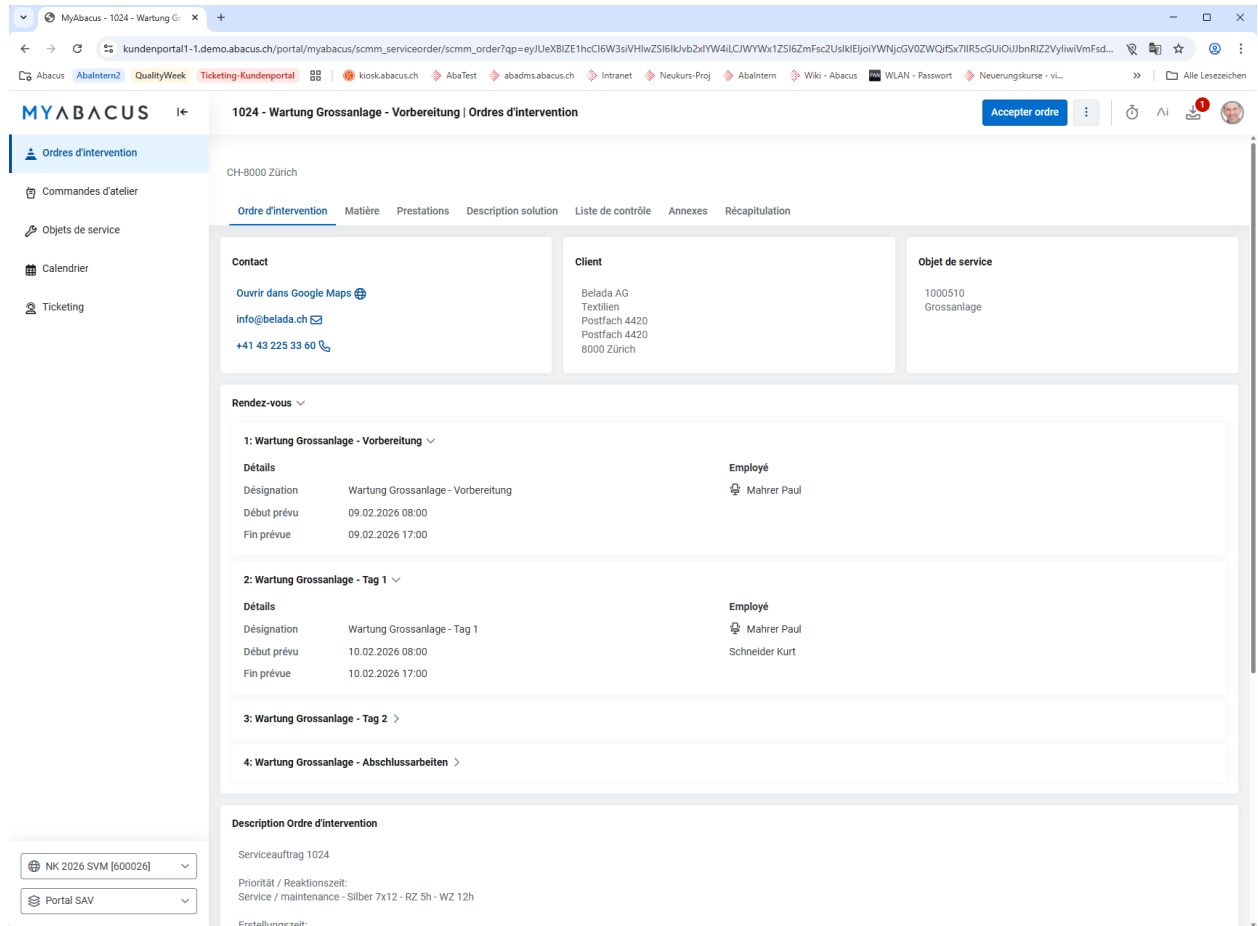 MyAbacus - 1024 - Wartung Gr
kundenportal1-1.demo.abacus.ch/portal/myabacus/scmm_serviceorder/scmm_order?
Abacus AbaIntern2 QualityWeek Ticketing-Kundenportal kiosk.abacus.ch AbaTest abadms.abacus.ch Intranet Neukurs-Proj AbaIntern Wiki - Abacus PWN WLAN - Passwort Neuerungskurse - vi... Alle Lesezeichen
MYABACUS
1024 - Wartung Grossanlage - Vorbereitung | Ordres d'intervention
Accepter ordre
1
Ordres d'intervention
Commandes d'atelier
Objets de service
Calendrier
Ticketing
CH-8000 Zürich
Ordre d'intervention Matière Prestations Description solution Liste de contrôle Annexes Récapitulation
Contact
Ouvrir dans Google Maps
info@belada.ch
+41 43 225 33 60
Client
Belada AG
Textilien
Postfach 4420
Postfach 4420
8000 Zürich
Objet de service
1000510
Grossanlage
Rendez-vous
1: Wartung Grossanlage - Vorbereitung
Détails
Désignation Wartung Grossanlage - Vorbereitung
Début prévu 09.02.2026 08:00
Fin prévue 09.02.2026 17:00
Employé
Mahrer Paul
2: Wartung Grossanlage - Tag 1
Détails
Désignation Wartung Grossanlage - Tag 1
Début prévu 10.02.2026 08:00
Fin prévue 10.02.2026 17:00
Employé
Mahrer Paul
Schneider Kurt
3: Wartung Grossanlage - Tag 2
4: Wartung Grossanlage - Abschlussarbeiten
Description Ordre d'intervention
Serviceauftrag 1024
Priorität / Reaktionszeit:
Service / maintenance - Silber 7x12 - RZ 5h - WZ 12h
Erstellungszeit:
NK 2026 SVM [600026]
Portal SAV